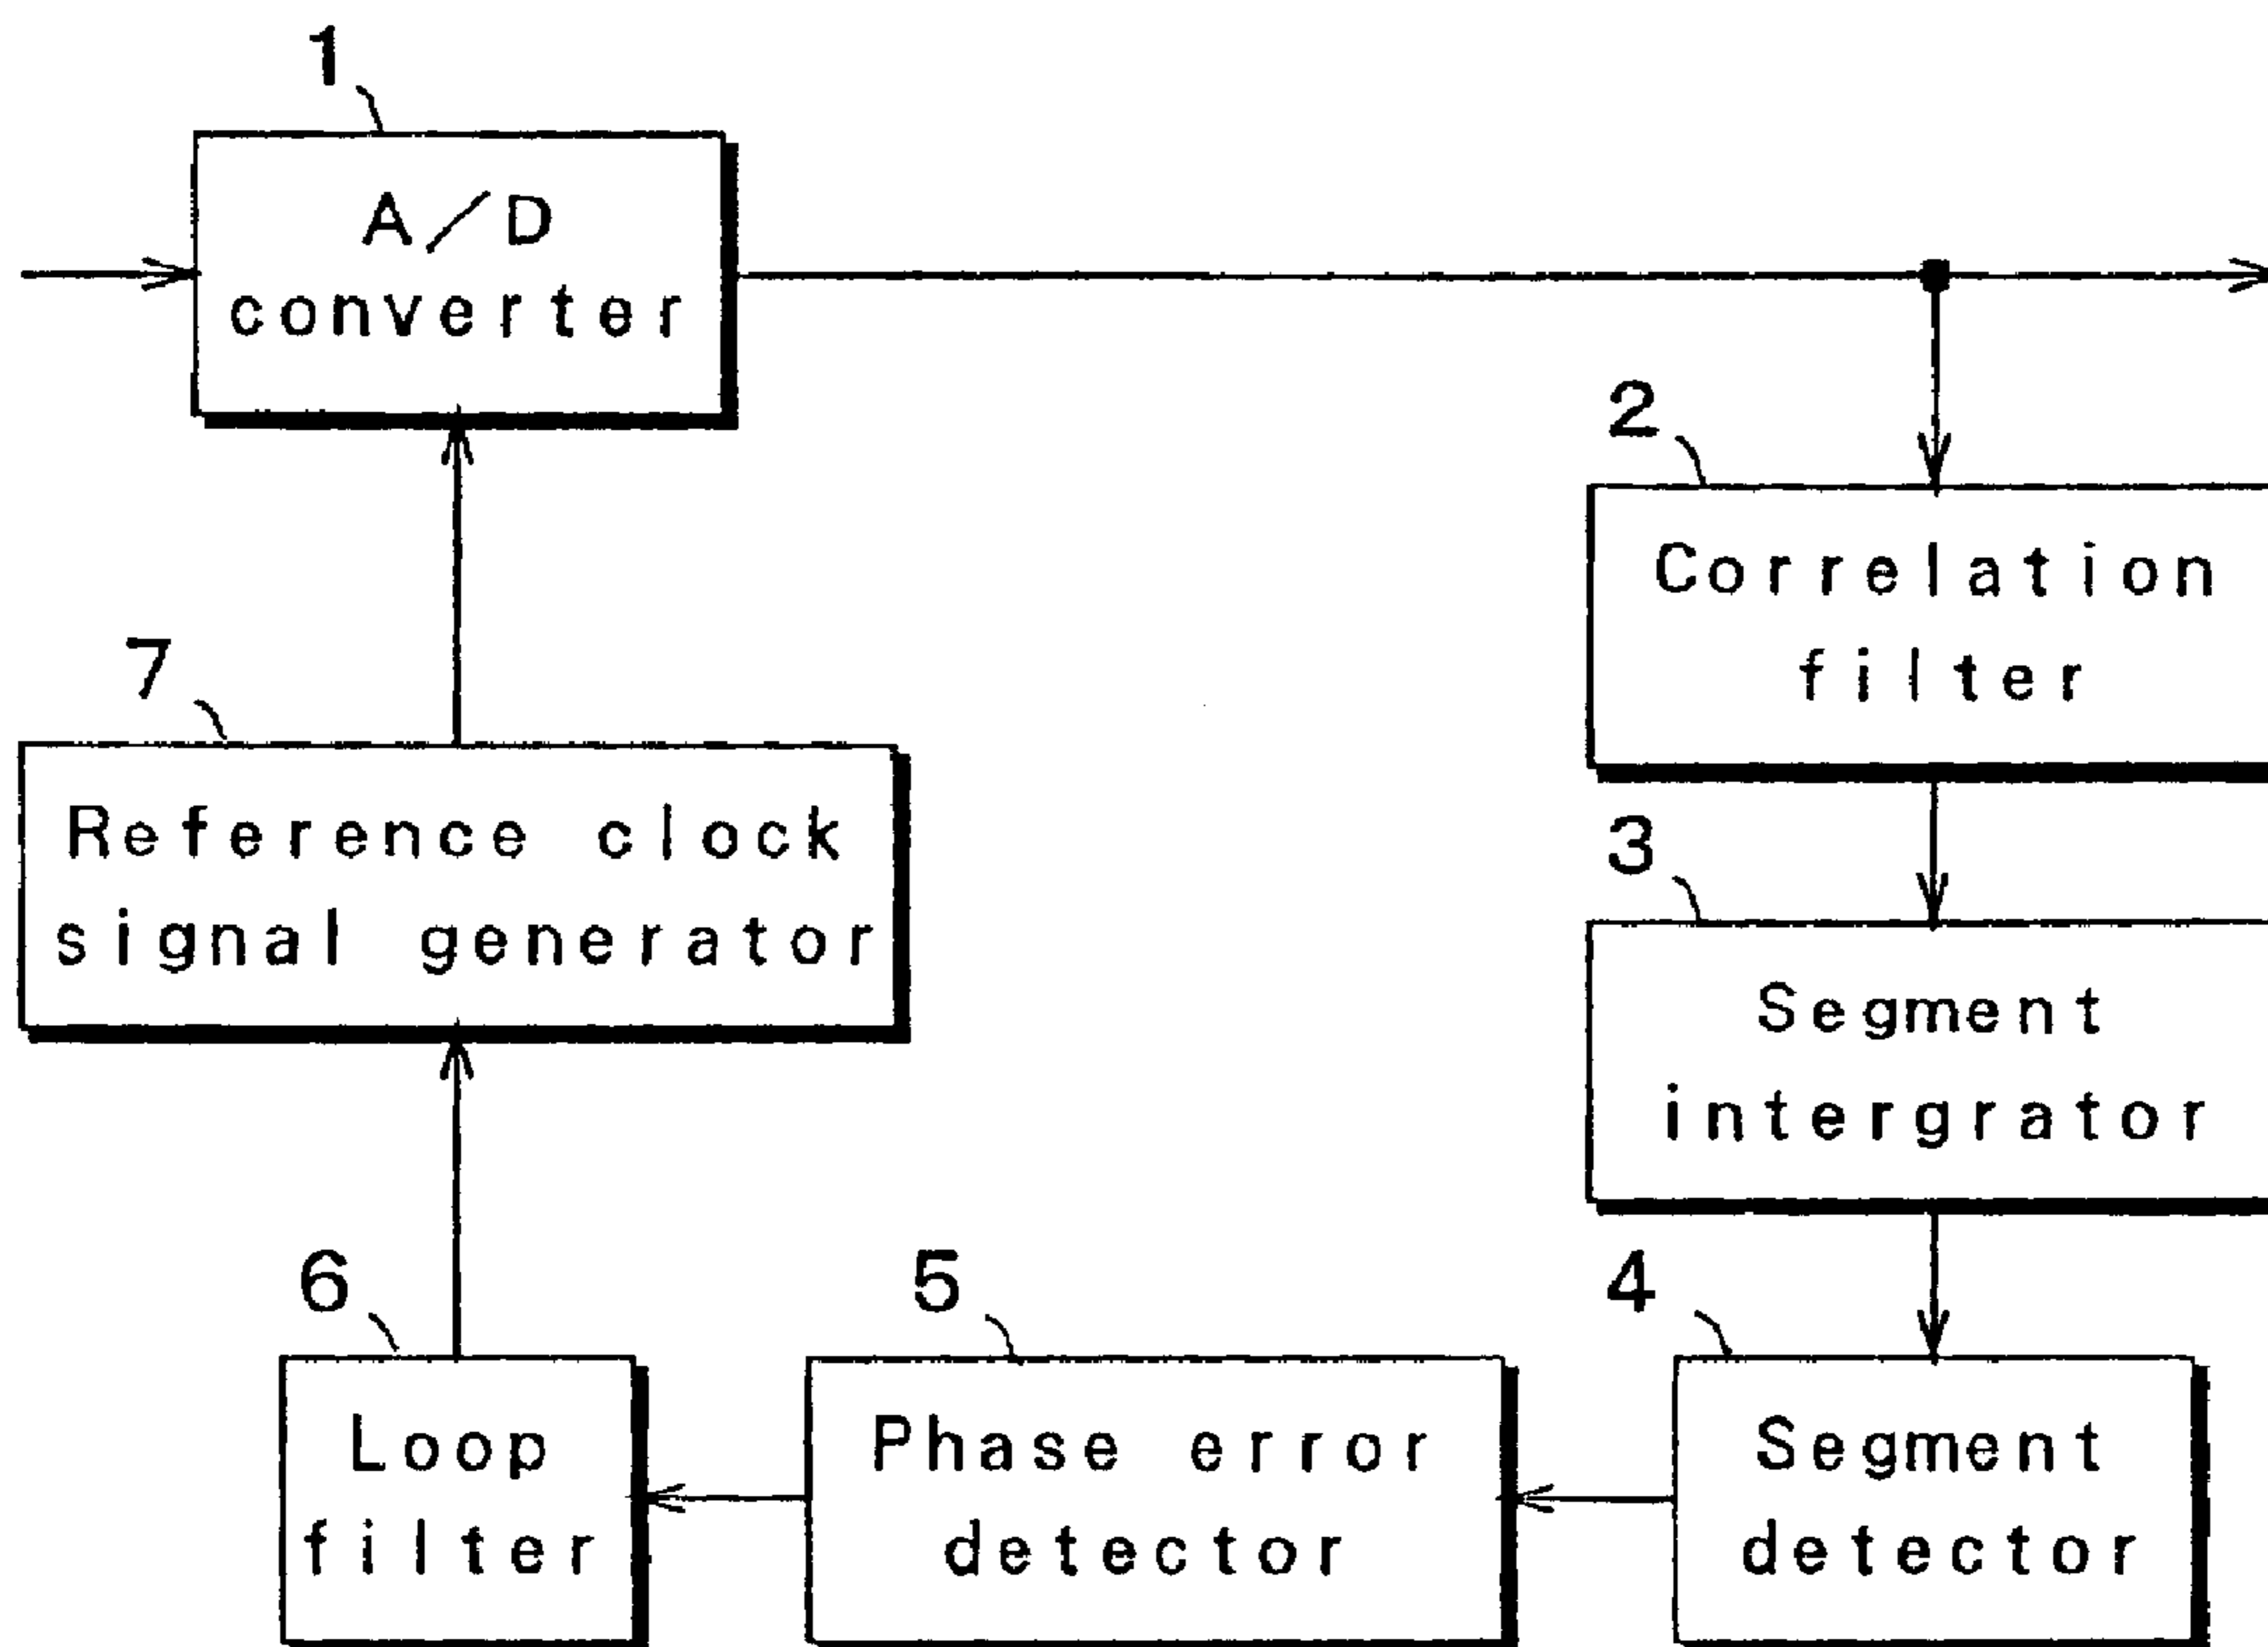 1
A/D
converter
2
Correlation
filter
7
Reference clock
signal generator
3
Segment
intergrator
6
Loop
filter
5
Phase error
detector
4
Segment
detector